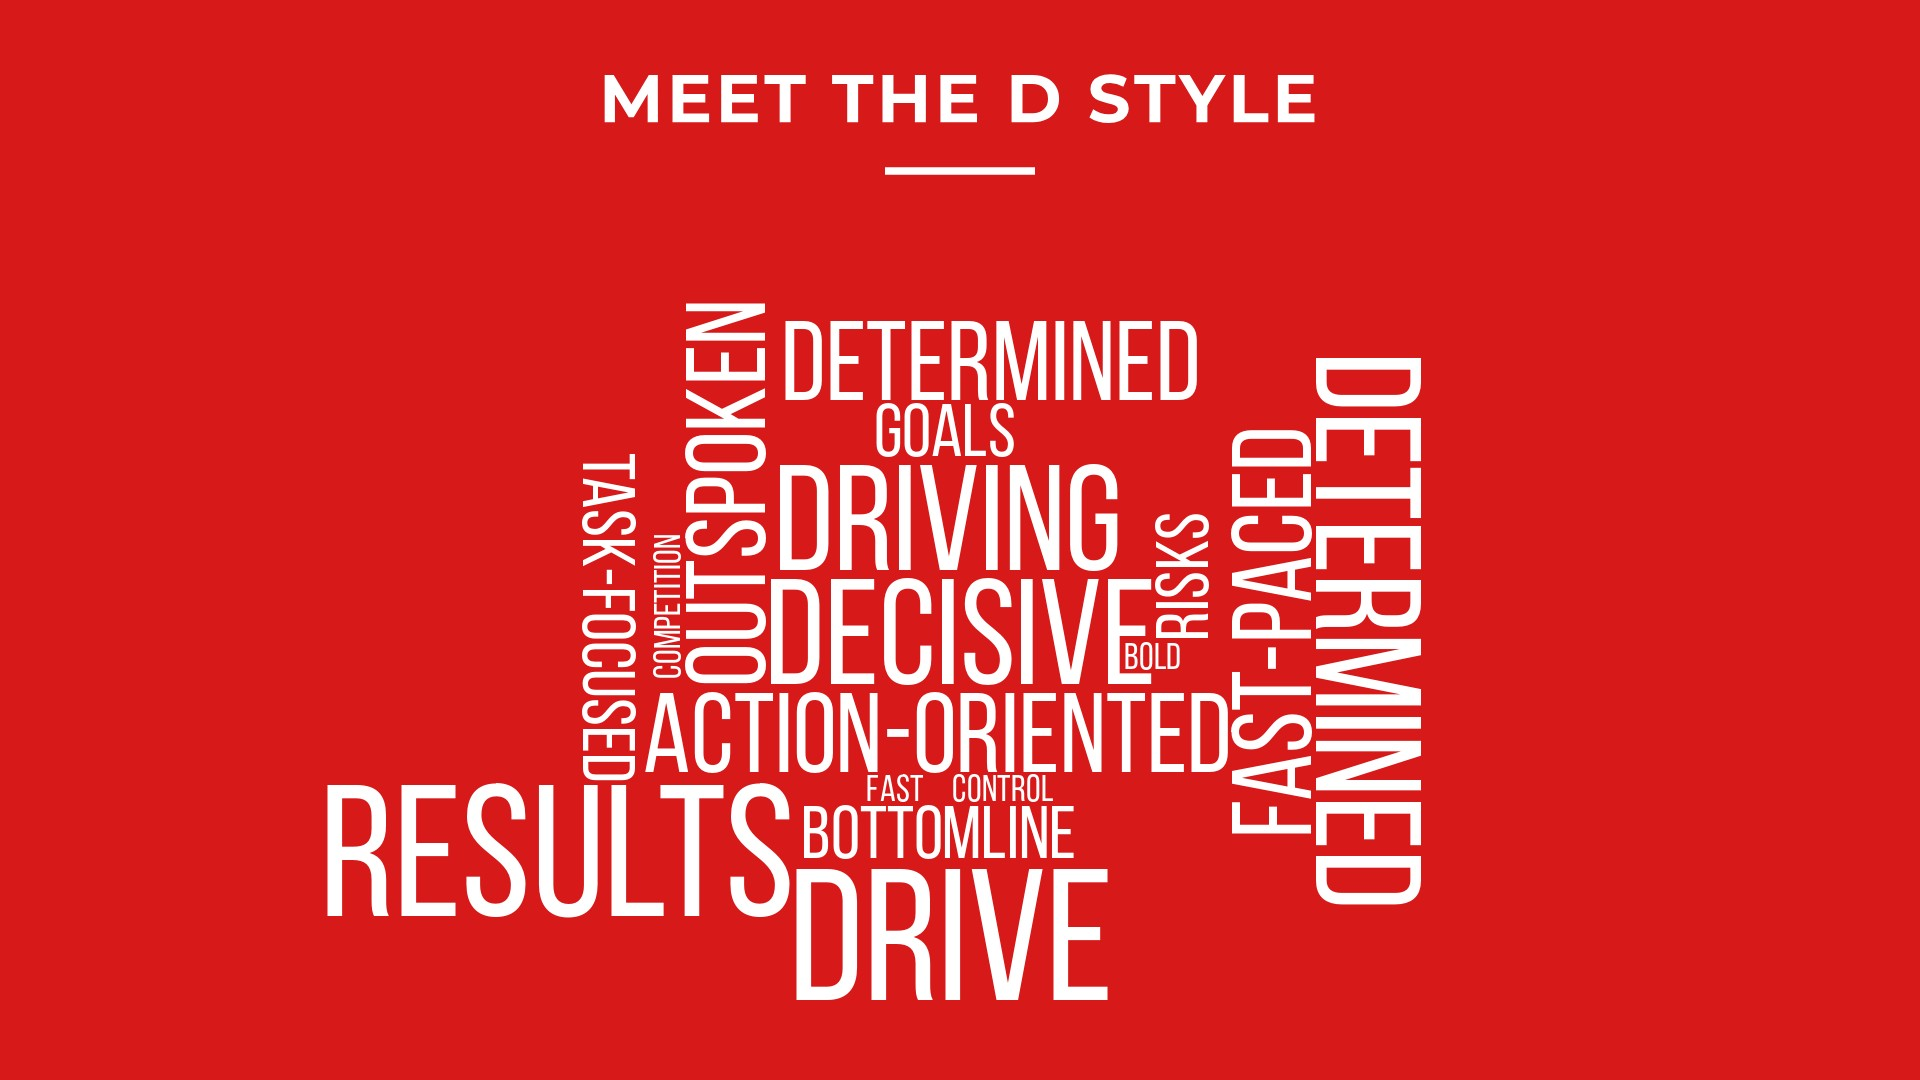 MEET THE D STYLE
OUTSPOKEN
DETERMINED
GOALS
DETERMINED
FAST-PACED
TASK-FOCUSED
DRIVING
RISKS
COMPETITION
DECISIVE
BOLD
ACTION-ORIENTED
FAST CONTROL
RESULTS
BOTTOMLINE
DRIVE